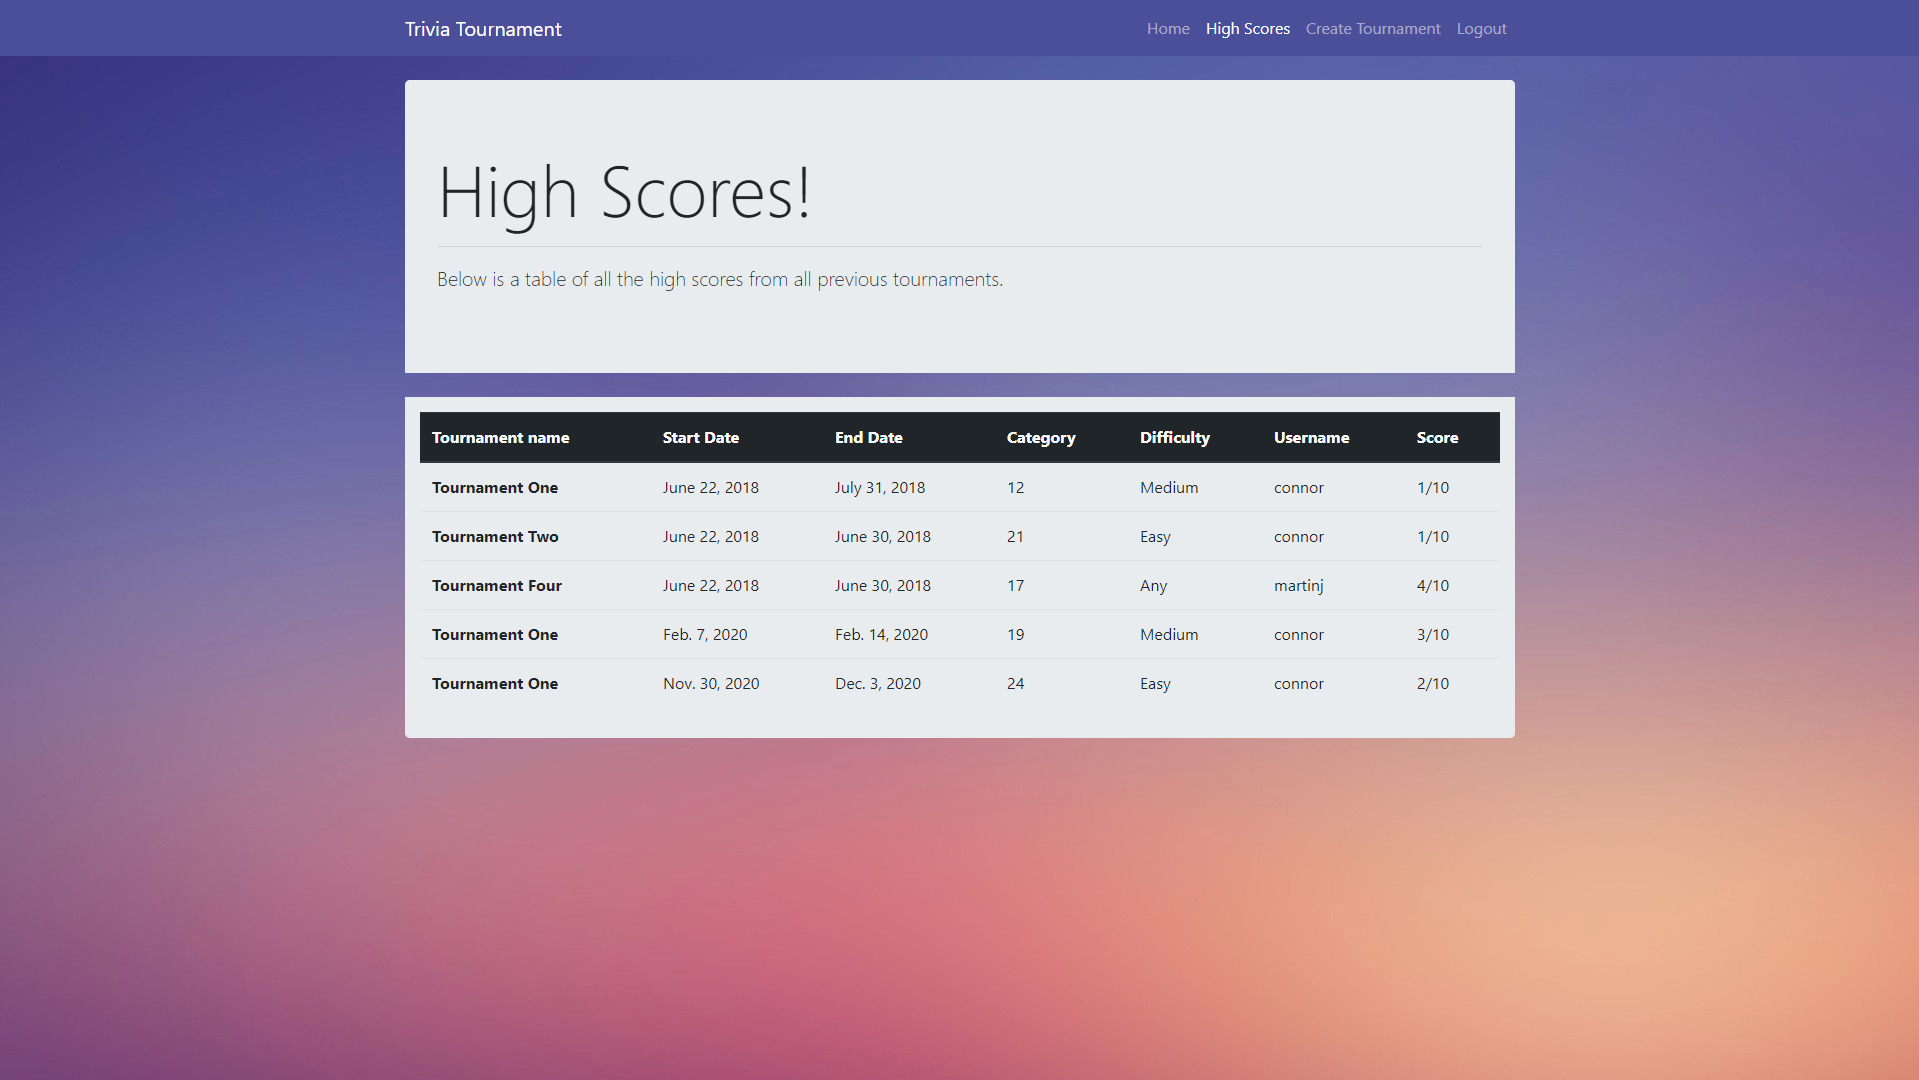 Trivia Tournament Home High Scores Create Tournament Logout
High Scores!
Below is a table of all the high scores from all previous tournaments.
Tournament name Start Date End Date Category Difficulty Username Score
Tournament One June 22, 2018 July 31, 2018 12 Medium connor 1/10
Tournament Two June 22, 2018 June 30, 2018 21 Easy connor 1/10
Tournament Four June 22, 2018 June 30, 2018 17 Any martinj 4/10
Tournament One Feb. 7, 2020 Feb. 14, 2020 19 Medium connor 3/10
Tournament One Nov. 30, 2020 Dec. 3, 2020 24 Easy connor 2/10